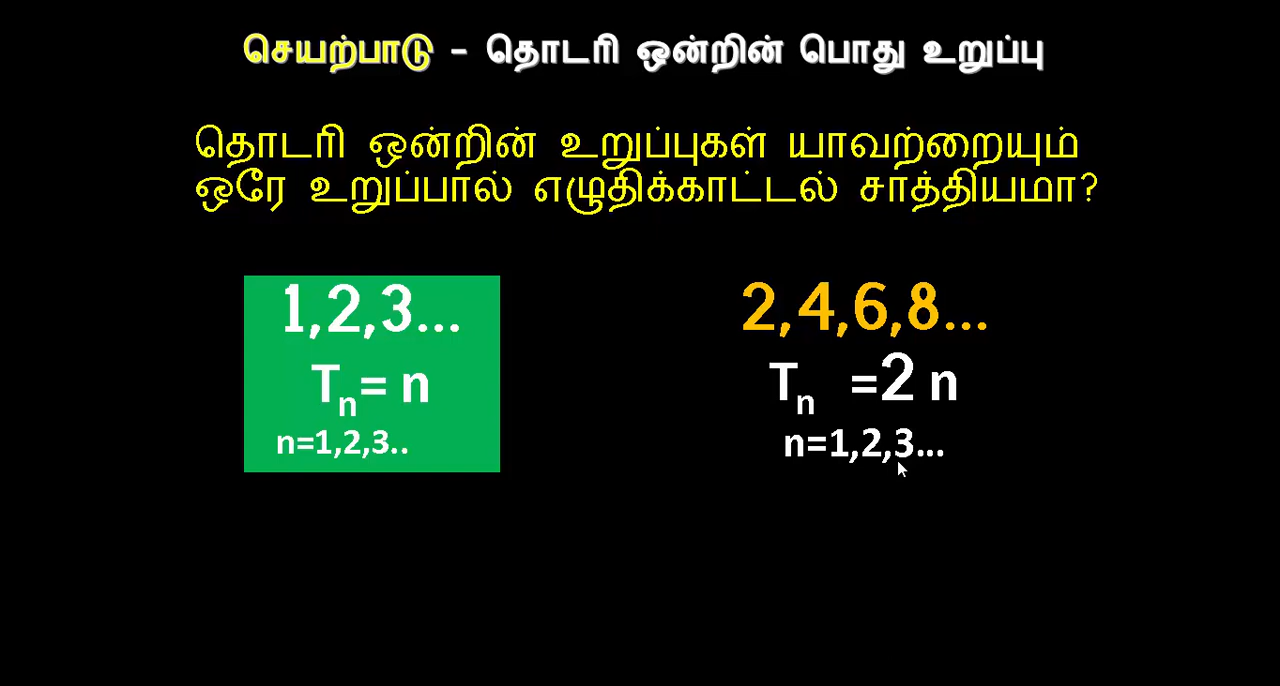 செயற்பாடு - தொடரி ஒன்றின் பொது உறுப்பு
தொடரி ஒன்றின் உறுப்புகள் யாவற்றையும்
ஒரே உறுப்பால் எழுதிக்காட்டல் சாத்தியமா?
1,2,3...
Tn= n
n=1,2,3..
2,4,6,8...
Tn =2 n
n=1,2,3...